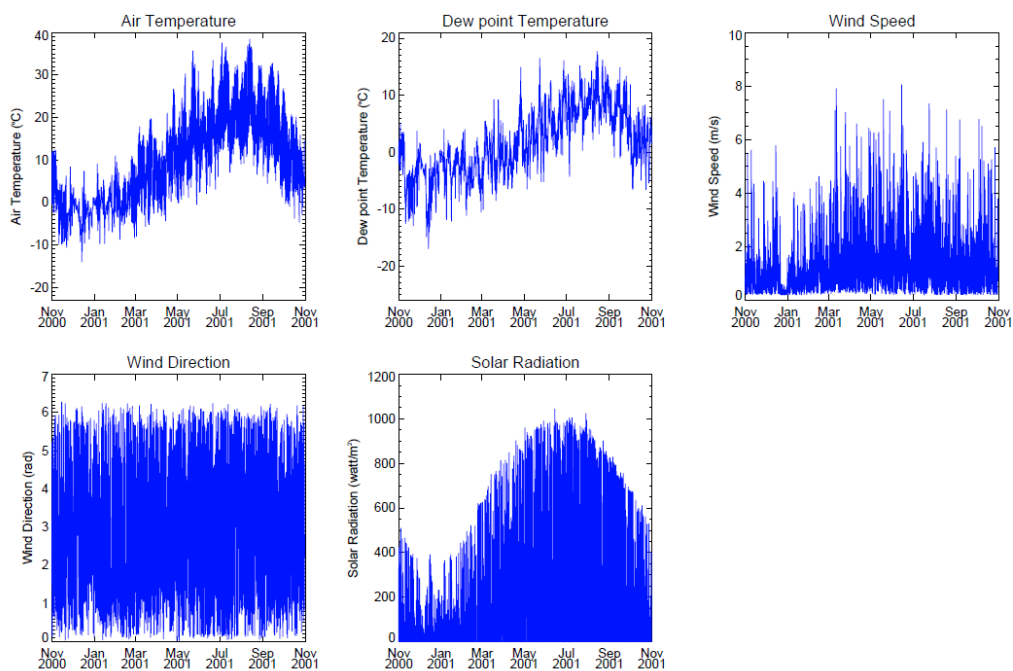 Air Temperature
Air Temperature (°C)
40
30
20
10
0
-10
-20
Nov Jan Mar May Jul Sep Nov
2000 2001 2001 2001 2001 2001 2001
Dew point Temperature
Dew point Temperature (°C)
20
10
0
-10
-20
Nov Jan Mar May Jul Sep Nov
2000 2001 2001 2001 2001 2001 2001
Wind Speed
Wind Speed (m/s)
10
8
6
4
2
0
Nov Jan Mar May Jul Sep Nov
2000 2001 2001 2001 2001 2001 2001
Wind Direction
Wind Direction (rad)
7
6
5
4
3
2
1
0
Nov Jan Mar May Jul Sep Nov
2000 2001 2001 2001 2001 2001 2001
Solar Radiation
Solar Radiation (watt/m²)
1200
1000
800
600
400
200
0
Nov Jan Mar May Jul Sep Nov
2000 2001 2001 2001 2001 2001 2001